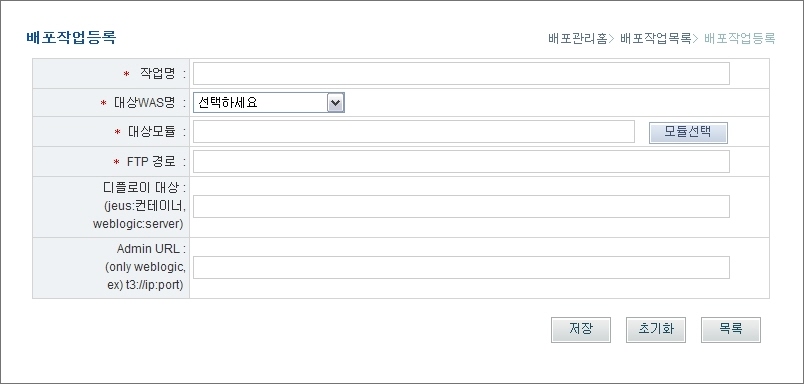 배포작업등록
배포관리홈> 배포작업목록> 배포작업등록
* 작업명 :
* 대상WAS명 : 선택하세요
* 대상모듈 : 모듈선택
* FTP 경로 :
디플로이 대상 :
(jeus:컨테이너,
weblogic:server)
Admin URL :
(only weblogic,
ex) t3://ip:port)
저장 초기화 목록